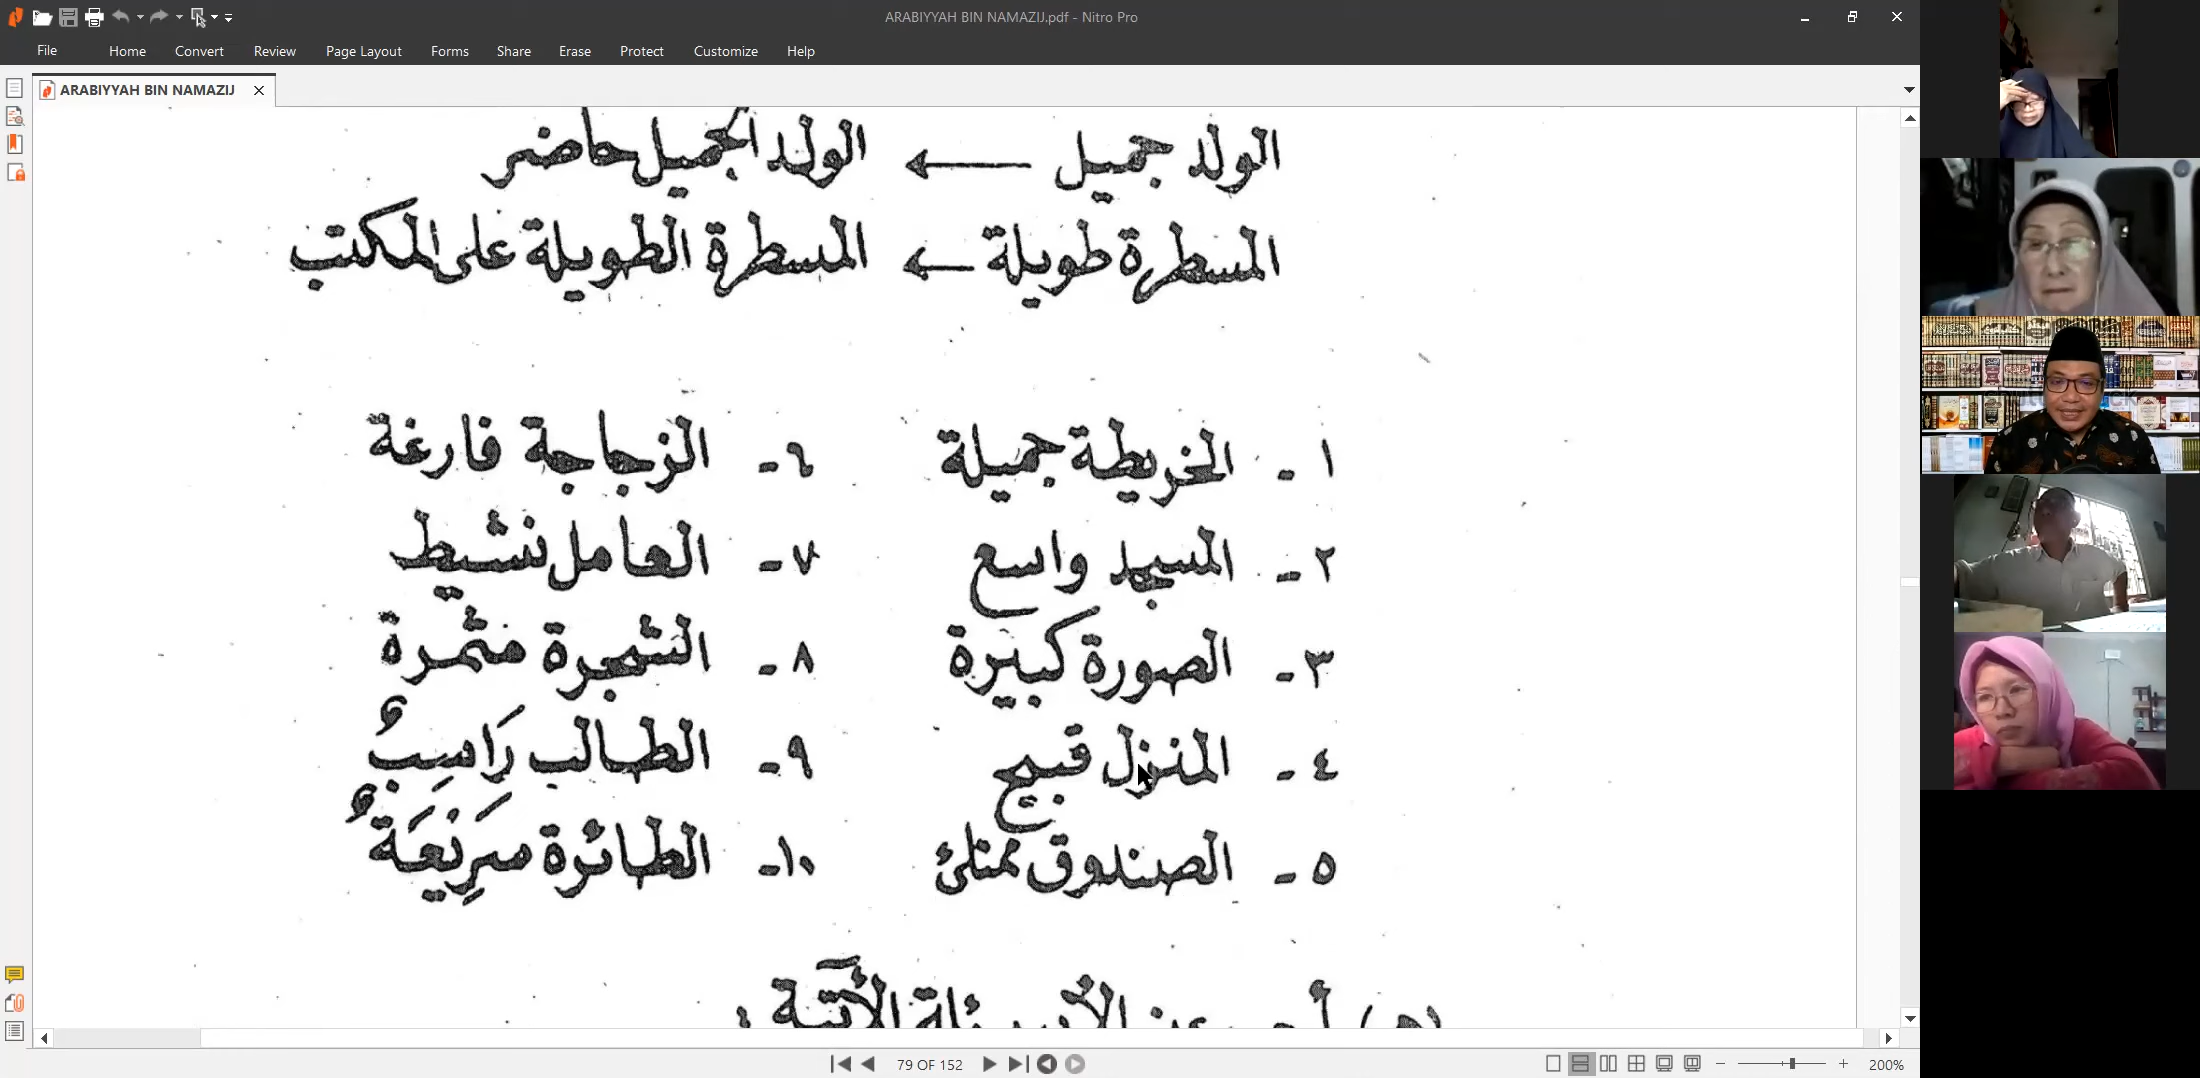 ARABIYYAH BIN NAMAZIJ.pdf - Nitro Pro
File Home Convert Review Page Layout Forms Share Erase Protect Customize Help
ARABIYYAH BIN NAMAZIJ
الولد جميل ← الولد الجميل حاضر
المسطرة طويلة ← المسطرة الطويلة على المكتب
١ - الخريطة جميلة
٢ - المسجد واسع
٣ - الصورة كبيرة
٤ - المنزل قبيح
٥ - الصندوق ممتلئ
٦ - الزجاجة فارغة
٧ - العامل نشيط
٨ - الشجرة مثمرة
٩ - الطالب رَاسِبٌ
١٠ - الطائرة سَرِيْعَةٌ
الأسئلة الآتية :
79 OF 152
200%